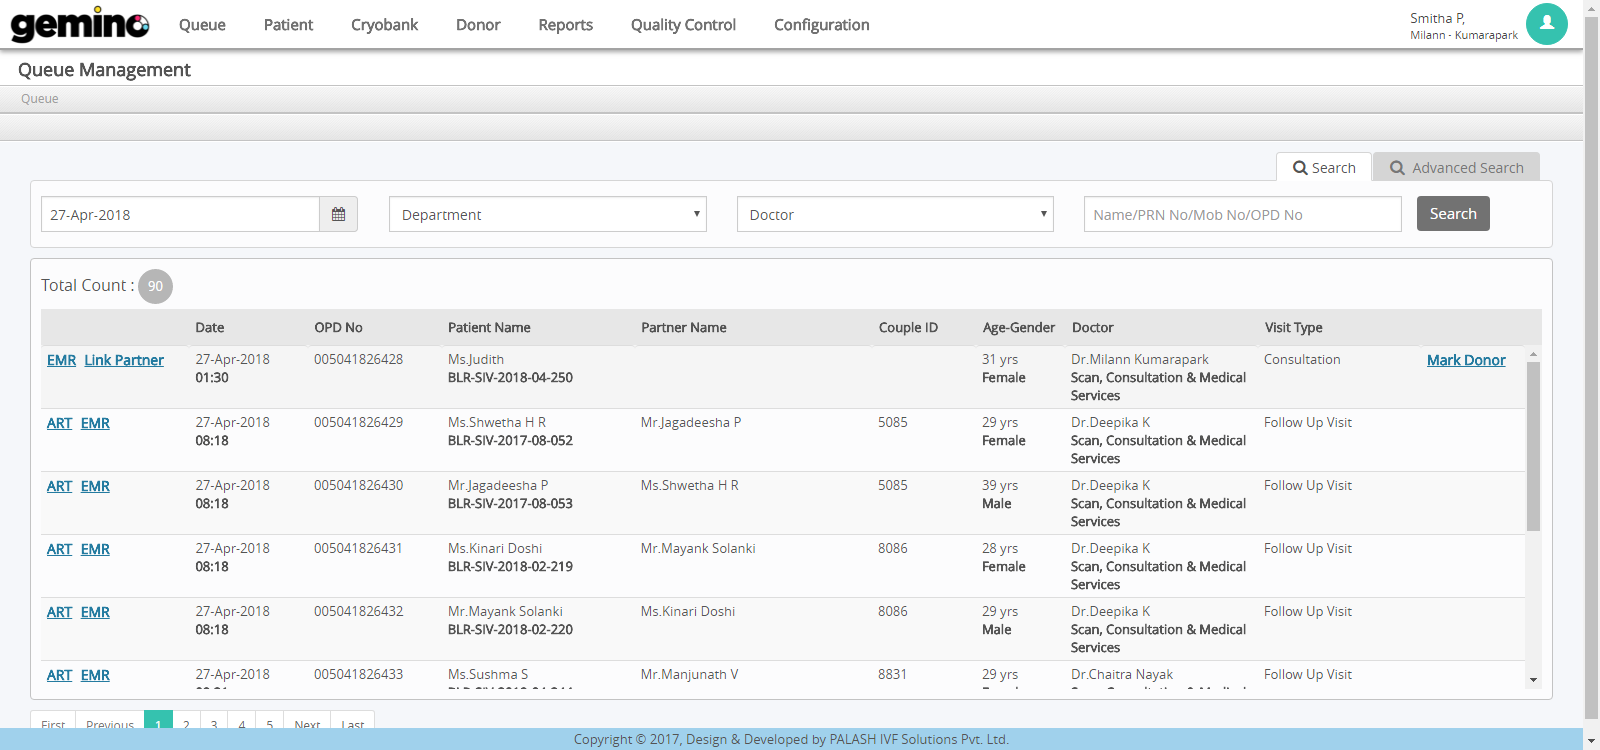 gemino Queue Patient Cryobank Donor Reports Quality Control Configuration
Smitha P,
Milann - Kumarapark
Queue Management
Queue
Search Advanced Search
27-Apr-2018 Department Doctor Name/PRN No/Mob No/OPD No Search
Total Count : 90
Date OPD No Patient Name Partner Name Couple ID Age-Gender Doctor Visit Type
EMR Link Partner 27-Apr-2018 005041826428 Ms.Judith 31 yrs Dr.Milann Kumarapark Consultation Mark Donor
01:30 BLR-SIV-2018-04-250 Female Scan, Consultation & Medical
Services
ART EMR 27-Apr-2018 005041826429 Ms.Shwetha H R Mr.Jagadeesha P 5085 29 yrs Dr.Deepika K Follow Up Visit
08:18 BLR-SIV-2017-08-052 Female Scan, Consultation & Medical
Services
ART EMR 27-Apr-2018 005041826430 Mr.Jagadeesha P Ms.Shwetha H R 5085 39 yrs Dr.Deepika K Follow Up Visit
08:18 BLR-SIV-2017-08-053 Male Scan, Consultation & Medical
Services
ART EMR 27-Apr-2018 005041826431 Ms.Kinari Doshi Mr.Mayank Solanki 8086 28 yrs Dr.Deepika K Follow Up Visit
08:18 BLR-SIV-2018-02-219 Female Scan, Consultation & Medical
Services
ART EMR 27-Apr-2018 005041826432 Mr.Mayank Solanki Ms.Kinari Doshi 8086 29 yrs Dr.Deepika K Follow Up Visit
08:18 BLR-SIV-2018-02-220 Male Scan, Consultation & Medical
Services
ART EMR 27-Apr-2018 005041826433 Ms.Sushma S Mr.Manjunath V 8831 29 yrs Dr.Chaitra Nayak Follow Up Visit
First Previous 1 2 3 4 5 Next Last
Copyright © 2017, Design & Developed by PALASH IVF Solutions Pvt. Ltd.